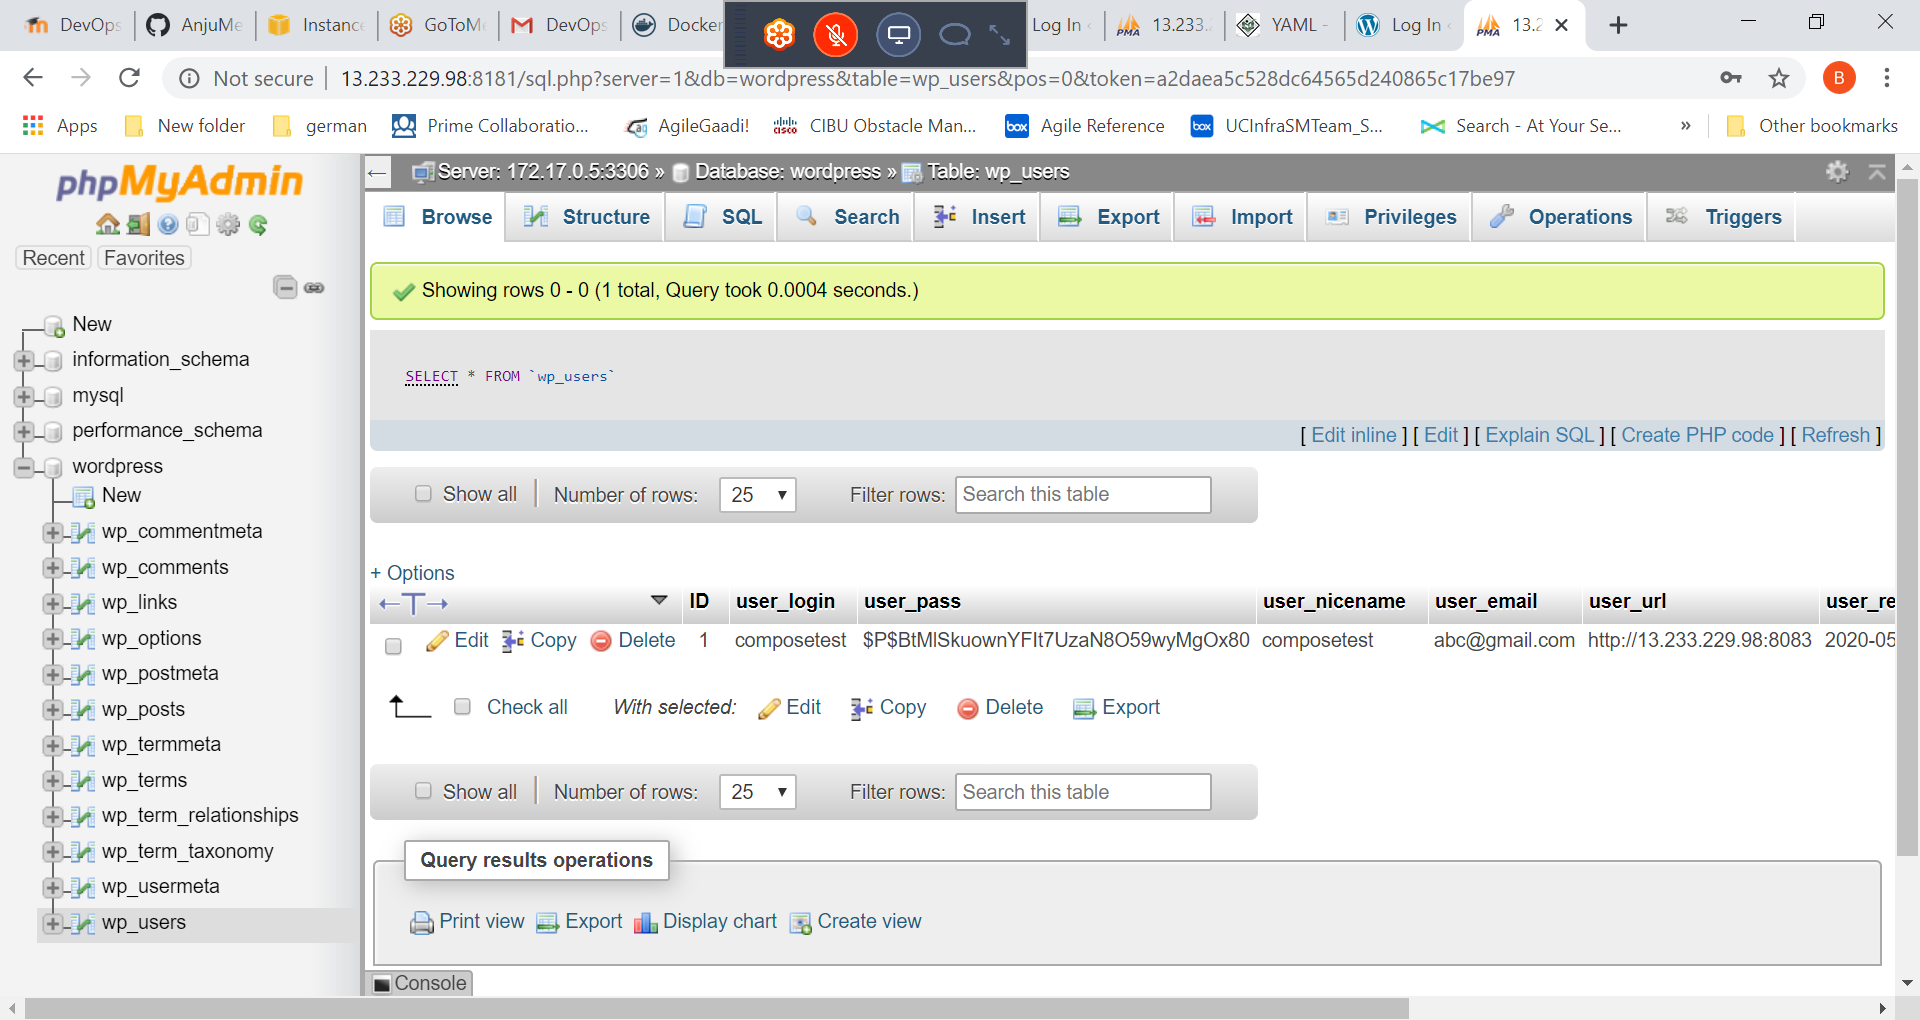 DevOps
AnjuMe
Instance
GoToMe
DevOps
Docker
Log In
13.233.
YAML -
Log In
13.2
Not secure
13.233.229.98:8181/sql.php?server=1&db=wordpress&table=wp_users&pos=0&token=a2daea5c528dc64565d240865c17be97
B
Apps
New folder
german
Prime Collaboratio...
AgileGaadi!
CIBU Obstacle Man...
box Agile Reference
box UCInfraSMTeam_S...
Search - At Your Se...
»
Other bookmarks
phpMyAdmin
Recent
Favorites
New
information_schema
mysql
performance_schema
wordpress
New
wp_commentmeta
wp_comments
wp_links
wp_options
wp_postmeta
wp_posts
wp_termmeta
wp_terms
wp_term_relationships
wp_term_taxonomy
wp_usermeta
wp_users
Server: 172.17.0.5:3306 » Database: wordpress » Table: wp_users
Browse
Structure
SQL
Search
Insert
Export
Import
Privileges
Operations
Triggers
Showing rows 0 - 0 (1 total, Query took 0.0004 seconds.)
SELECT * FROM `wp_users`
[ Edit inline ] [ Edit ] [ Explain SQL ] [ Create PHP code ] [ Refresh ]
Show all
Number of rows: 25
Filter rows: Search this table
+ Options
←T→ ID user_login user_pass user_nicename user_email user_url user_re
Edit Copy Delete 1 composetest $P$BtMlSkuownYFIt7UzaN8O59wyMgOx80 composetest abc@gmail.com http://13.233.229.98:8083 2020-05
Check all With selected: Edit Copy Delete Export
Show all
Number of rows: 25
Filter rows: Search this table
Query results operations
Print view Export Display chart Create view
Console